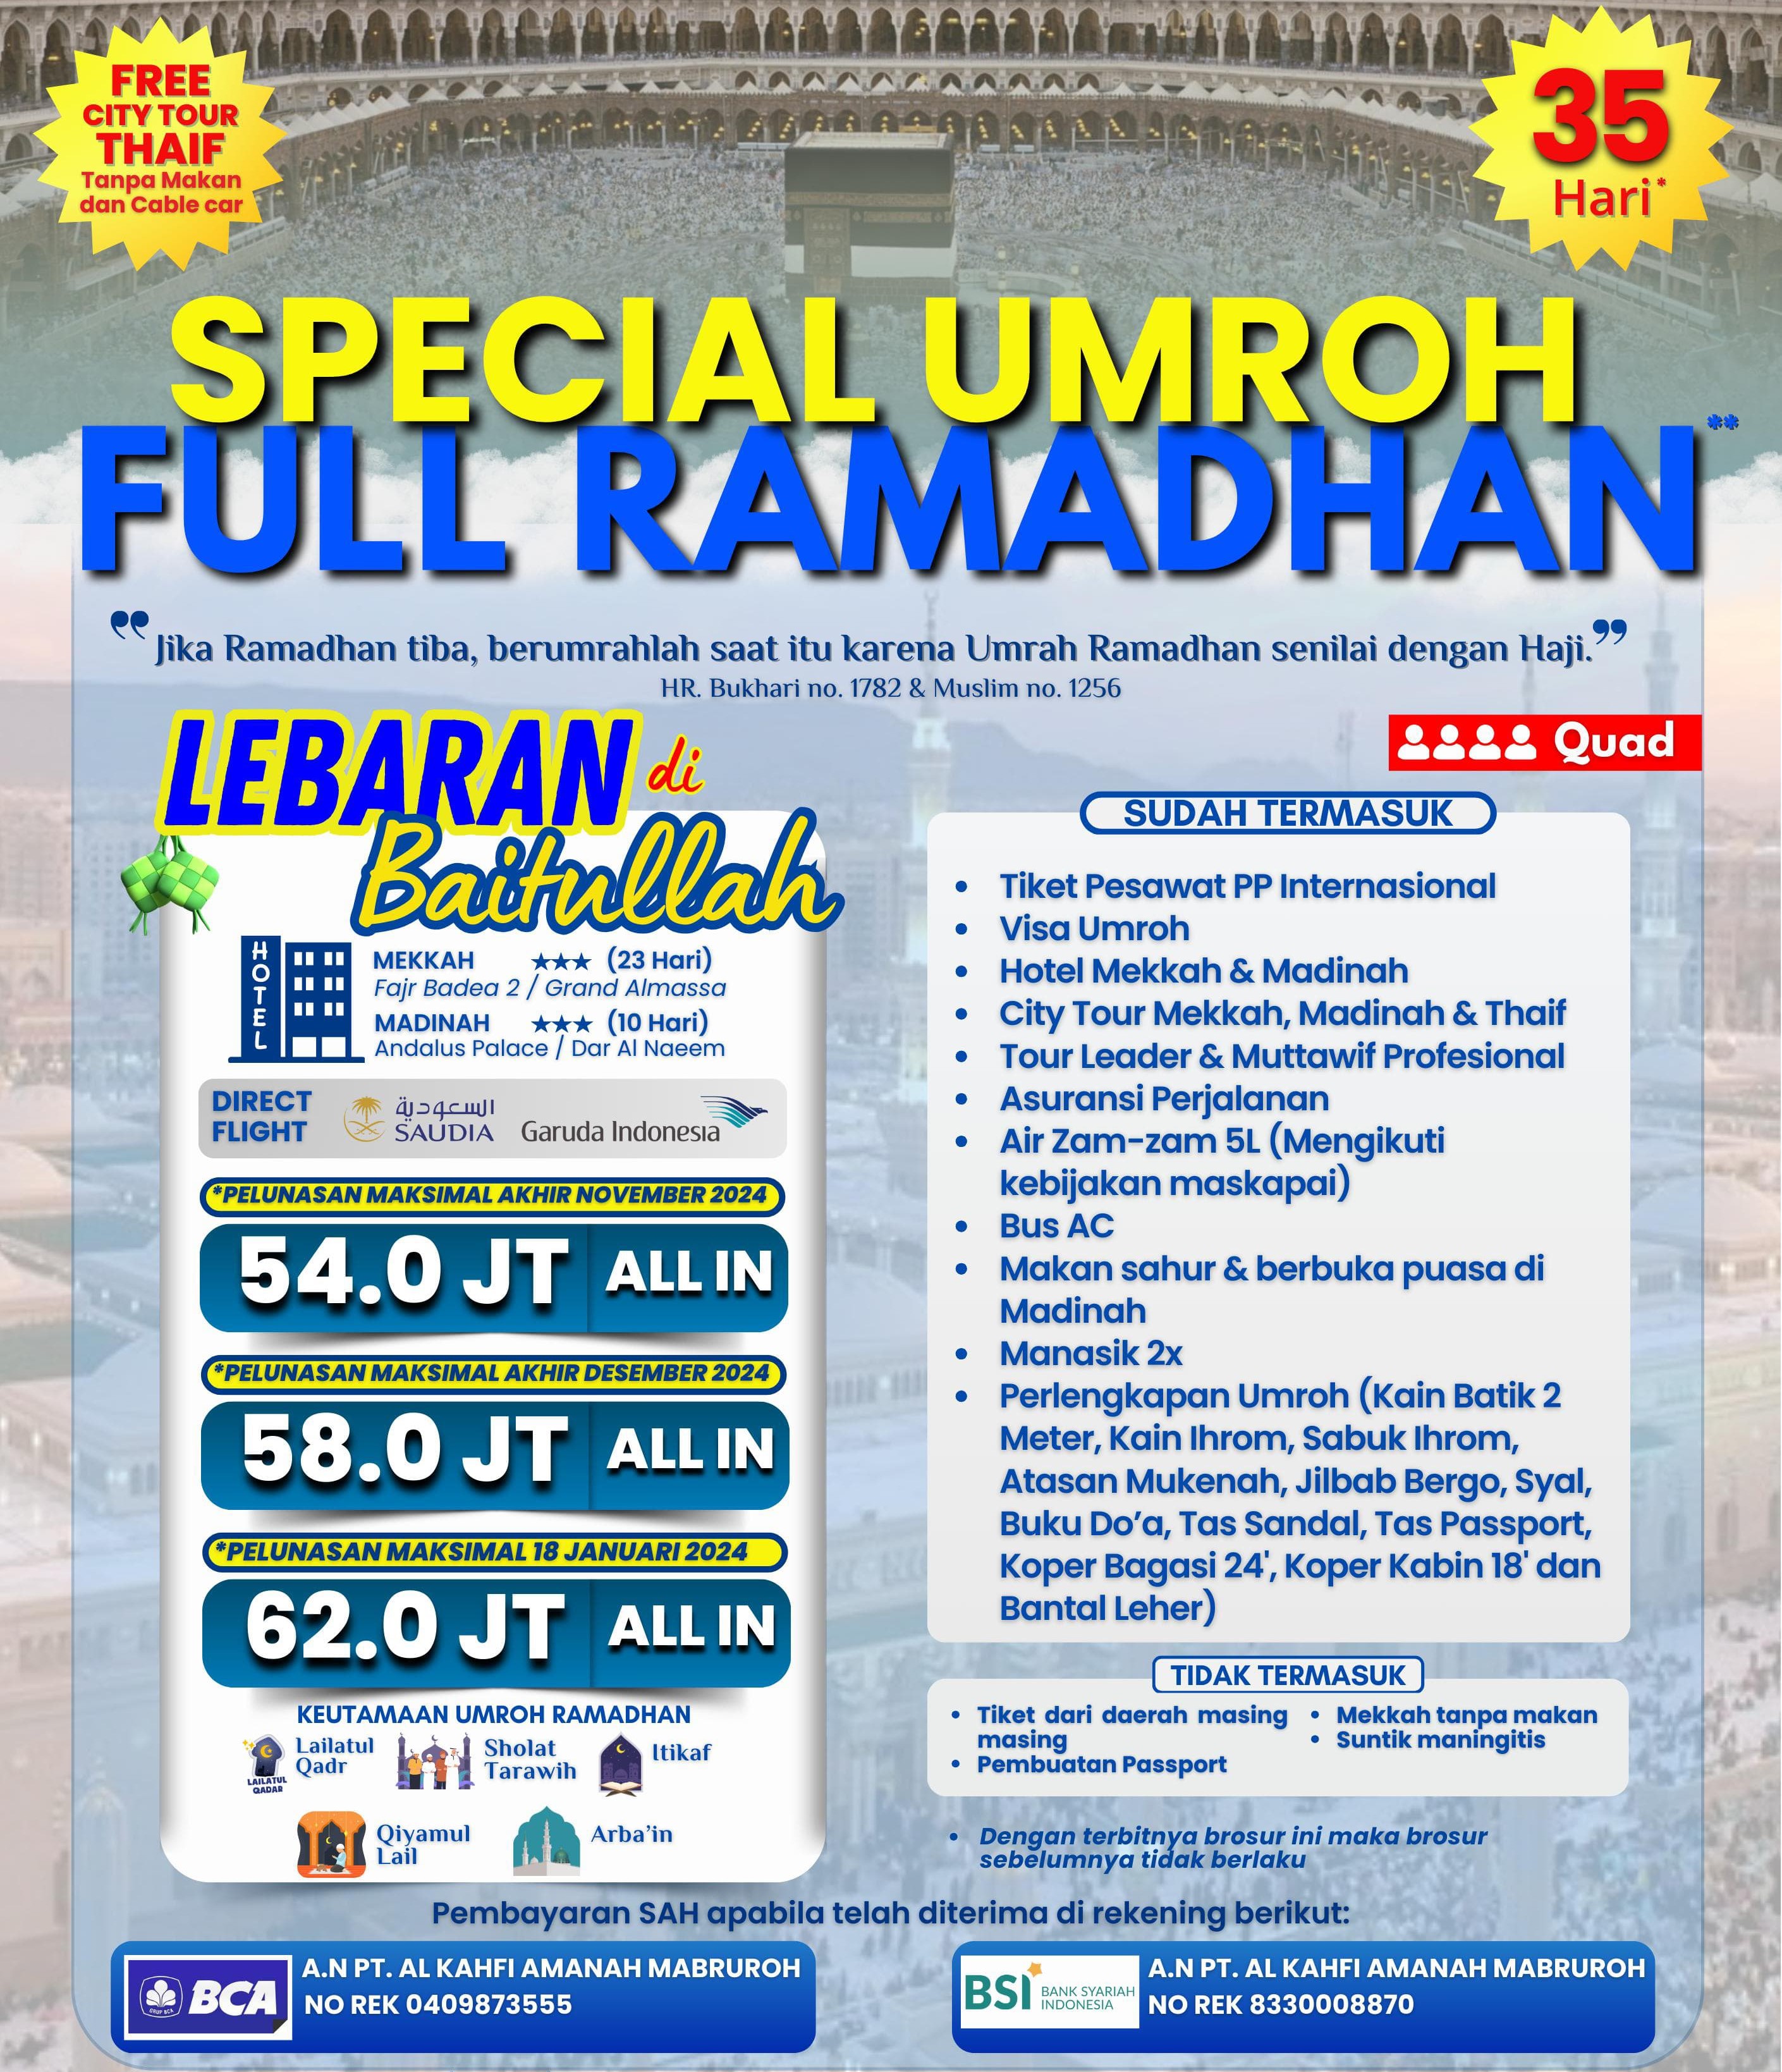 FREE
CITY TOUR
THAIF
Tanpa Makan
dan Cable car
35
Hari*
SPECIAL UMROH
FULL RAMADHAN**
❞Jika Ramadhan tiba, berumrahlah saat itu karena Umrah Ramadhan senilai dengan Haji.❞
HR. Bukhari no. 1782 & Muslim no. 1256
LEBARAN di
Baitullah
HOTEL
MEKKAH ★★★ (23 Hari)
Fajr Badea 2 / Grand Almassa
MADINAH ★★★ (10 Hari)
Andalus Palace / Dar Al Naeem
DIRECT
FLIGHT
السعودية
SAUDIA
Garuda Indonesia
*PELUNASAN MAKSIMAL AKHIR NOVEMBER 2024
54.0 JT ALL IN
*PELUNASAN MAKSIMAL AKHIR DESEMBER 2024
58.0 JT ALL IN
*PELUNASAN MAKSIMAL 18 JANUARI 2024
62.0 JT ALL IN
KEUTAMAAN UMROH RAMADHAN
LAILATUL
QADAR
Lailatul
Qadr
Sholat
Tarawih
Itikaf
Qiyamul
Lail
Arba’in
Quad
SUDAH TERMASUK
• Tiket Pesawat PP Internasional
• Visa Umroh
• Hotel Mekkah & Madinah
• City Tour Mekkah, Madinah & Thaif
• Tour Leader & Muttawif Profesional
• Asuransi Perjalanan
• Air Zam-zam 5L (Mengikuti
kebijakan maskapai)
• Bus AC
• Makan sahur & berbuka puasa di
Madinah
• Manasik 2x
• Perlengkapan Umroh (Kain Batik 2
Meter, Kain Ihrom, Sabuk Ihrom,
Atasan Mukenah, Jilbab Bergo, Syal,
Buku Do’a, Tas Sandal, Tas Passport,
Koper Bagasi 24', Koper Kabin 18' dan
Bantal Leher)
TIDAK TERMASUK
• Tiket dari daerah masing
masing
• Pembuatan Passport
• Mekkah tanpa makan
• Suntik maningitis
• Dengan terbitnya brosur ini maka brosur
sebelumnya tidak berlaku
Pembayaran SAH apabila telah diterima di rekening berikut:
GRUP BCA
BCA
A.N PT. AL KAHFI AMANAH MABRUROH
NO REK 0409873555
BSI
BANK SYARIAH
INDONESIA
A.N PT. AL KAHFI AMANAH MABRUROH
NO REK 8330008870